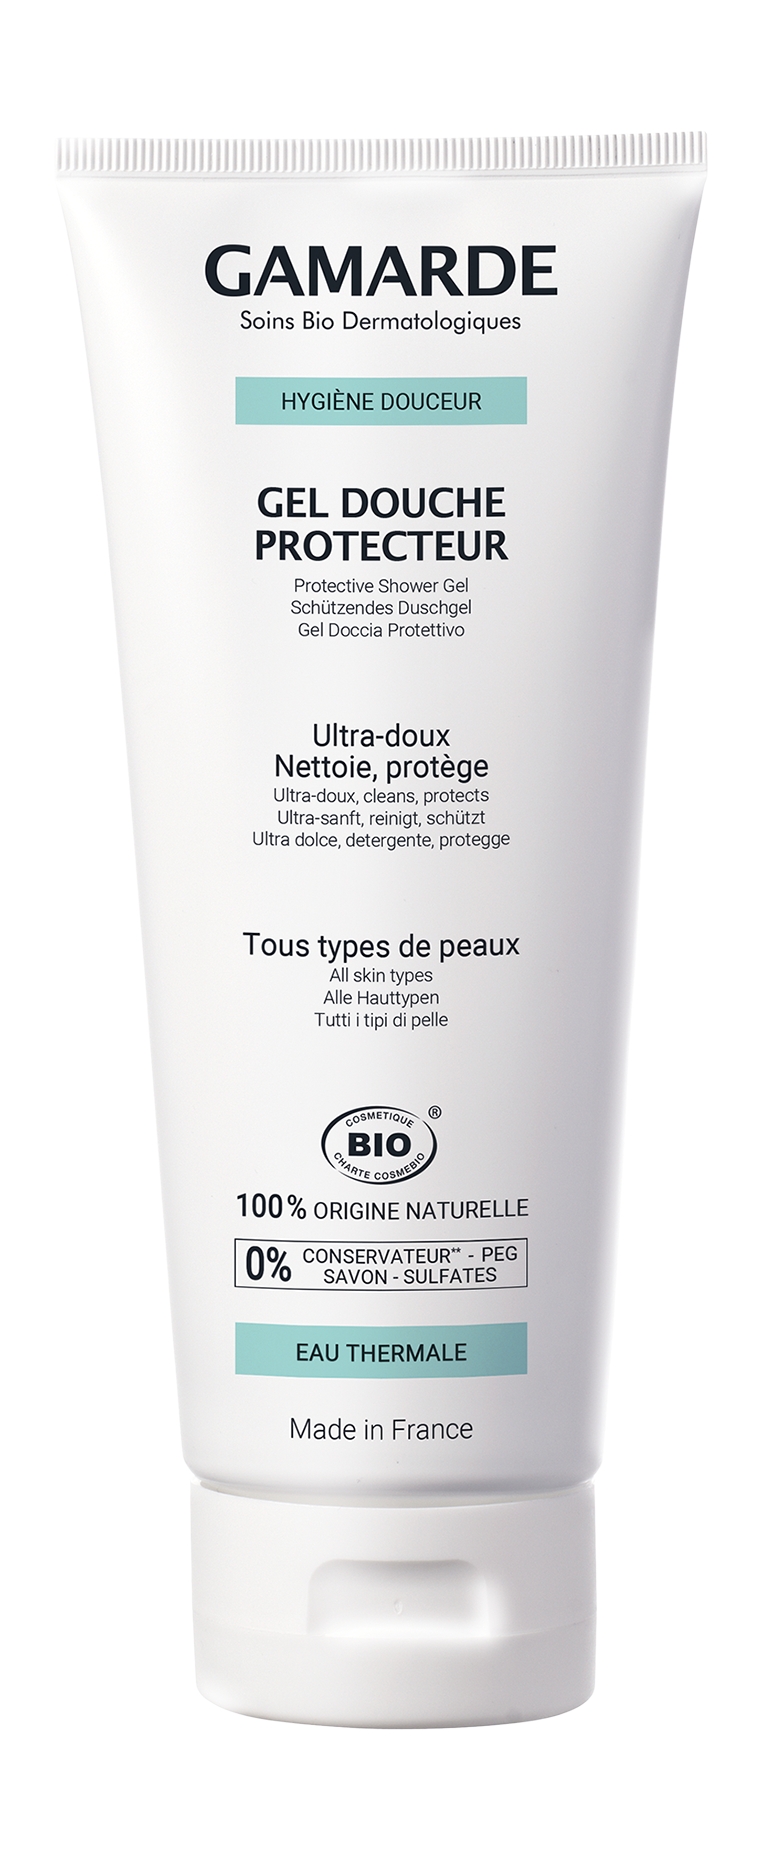 GAMARDE
Soins Bio Dermatologiques
HYGIÈNE DOUCEUR
GEL DOUCHE
PROTECTEUR
Protective Shower Gel
Schützendes Duschgel
Gel Doccia Protettivo
Ultra-doux
Nettoie, protège
Ultra-doux, cleans, protects
Ultra-sanft, reinigt, schützt
Ultra dolce, detergente, protegge
Tous types de peaux
All skin types
Alle Hauttypen
Tutti i tipi di pelle
COSMETIQUE ®
BIO
CHARTE COSMEBIO
100% ORIGINE NATURELLE
0% CONSERVATEUR** - PEG
SAVON - SULFATES
EAU THERMALE
Made in France